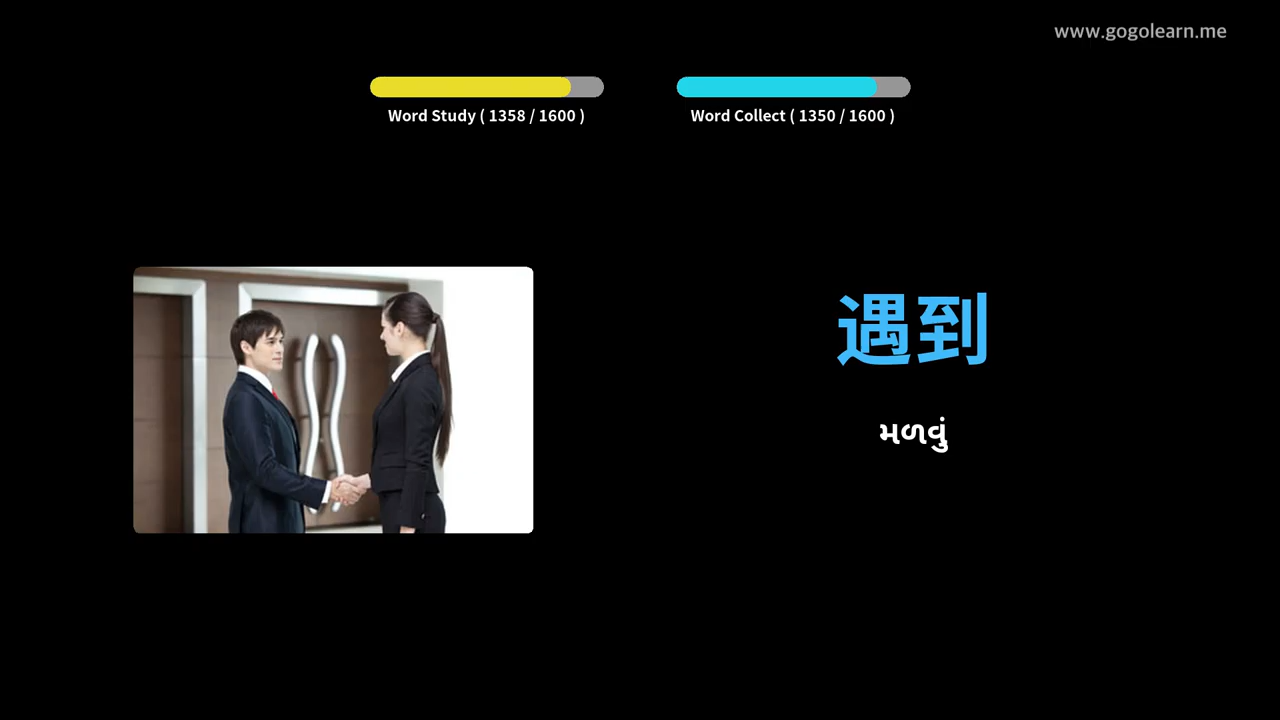 www.gogolearn.me
Word Study ( 1358 / 1600 )
Word Collect ( 1350 / 1600 )
遇到
મળવું